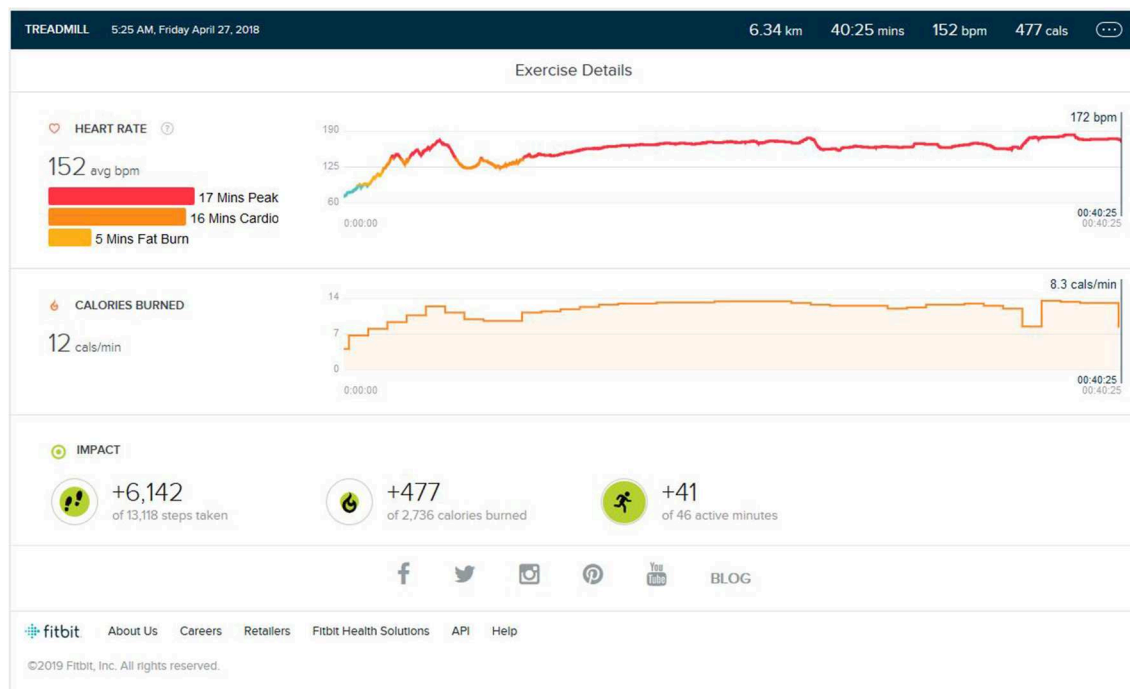 TREADMILL 5:25 AM, Friday April 27, 2018 6.34 km 40:25 mins 152 bpm 477 cals
Exercise Details
HEART RATE ?
152 avg bpm
17 Mins Peak
16 Mins Cardio
5 Mins Fat Burn
172 bpm
190
125
60
0:00:00
00:40:25
00:40:25
CALORIES BURNED
12 cals/min
8.3 cals/min
14
7
0
0:00:00
00:40:25
00:40:25
IMPACT
+6,142
of 13,118 steps taken
+477
of 2,736 calories burned
+41
of 46 active minutes
You
Tube
BLOG
fitbit About Us Careers Retailers Fitbit Health Solutions API Help
©2019 Fitbit, Inc. All rights reserved.